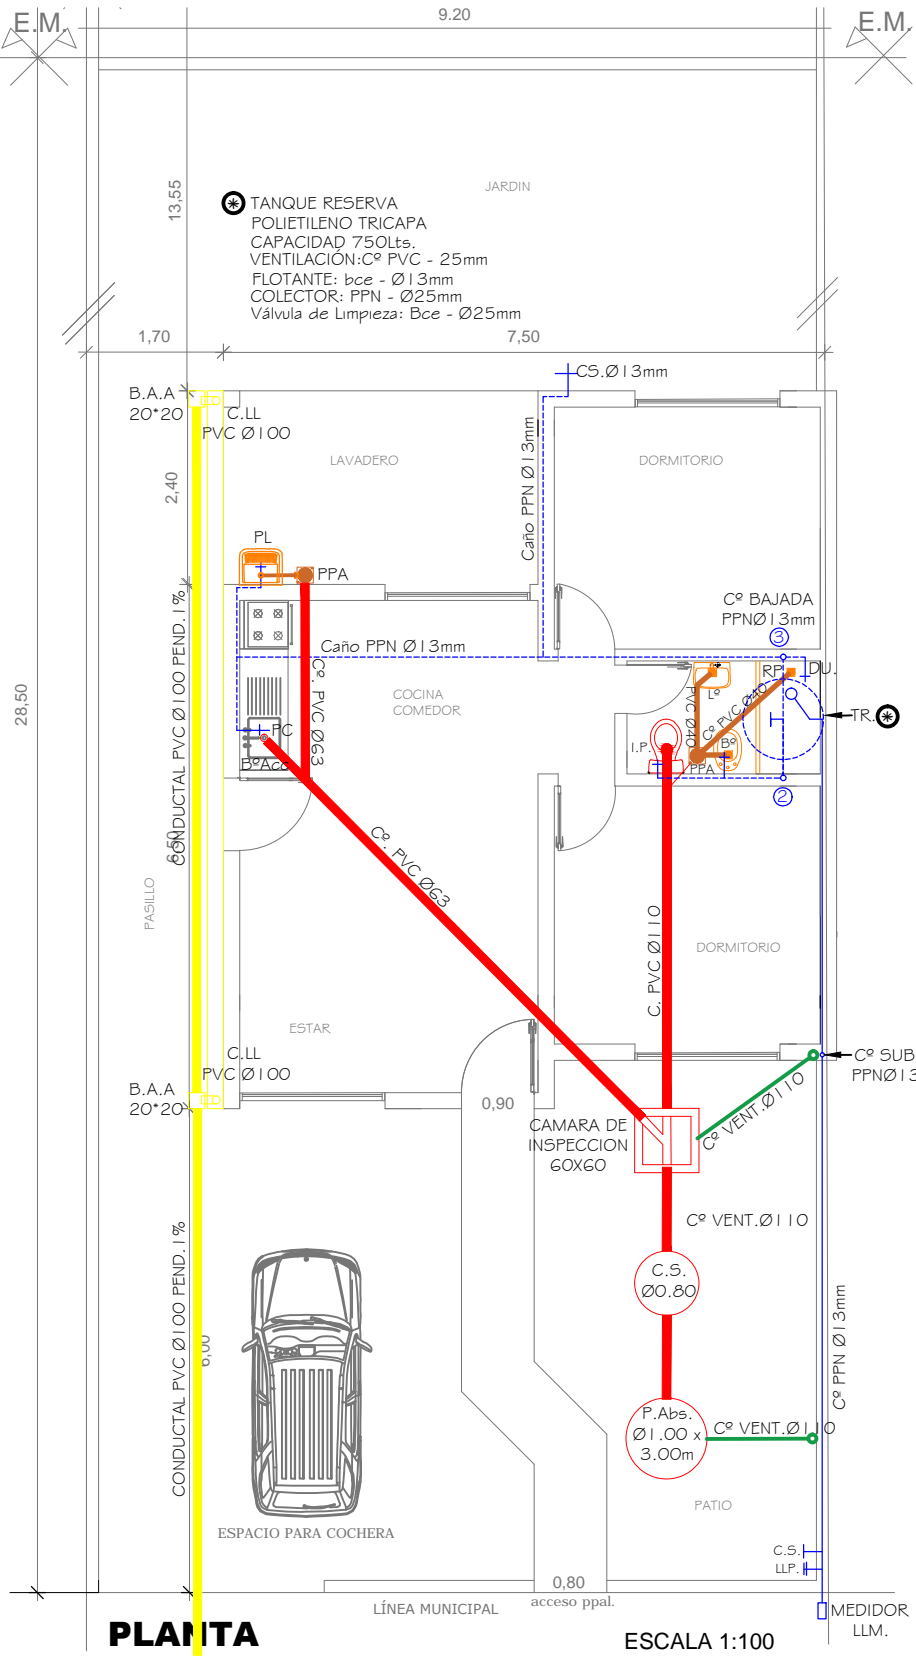 E.M.
9.20
E.M.
13,55
JARDIN
TANQUE RESERVA
POLIETILENO TRICAPA
CAPACIDAD 750Lts.
VENTILACIÓN:Cº PVC - 25mm
FLOTANTE: bce - Ø13mm
COLECTOR: PPN - Ø25mm
Válvula de Limpieza: Bce - Ø25mm
1,70
7,50
CS.Ø13mm
B.A.A
20*20
C.LL
PVC Ø100
LAVADERO
Caño PPN Ø13mm
DORMITORIO
2,40
PL
PPA
Cº BAJADA
PPNØ13mm
3
CONDUCTAL PVC Ø100 PEND.1%
Caño PPN Ø13mm
Cº. PVC Ø63
COCINA
COMEDOR
RP
DU.
Lº
PVC Ø40
Cº PVC Ø40
28,50
TR.
PC
BºAcc
I.P.
Bº
PPA
2
6,50
Cº. PVC Ø63
PASILLO
C. PVC Ø110
DORMITORIO
ESTAR
C.LL
PVC Ø100
B.A.A
20*20
Cº SUB
PPNØ13
0,90
CAMARA DE
INSPECCION
60X60
Cº VENT.Ø110
Cº VENT.Ø110
CONDUCTAL PVC Ø100 PEND.1%
6,00
C.S.
Ø0.80
Cº PPN Ø13mm
P.Abs.
Ø1.00 x
3.00m
Cº VENT.Ø110
PATIO
ESPACIO PARA COCHERA
C.S.
LLP.
0,80
acceso ppal.
LÍNEA MUNICIPAL
MEDIDOR
LLM.
PLANTA
ESCALA 1:100